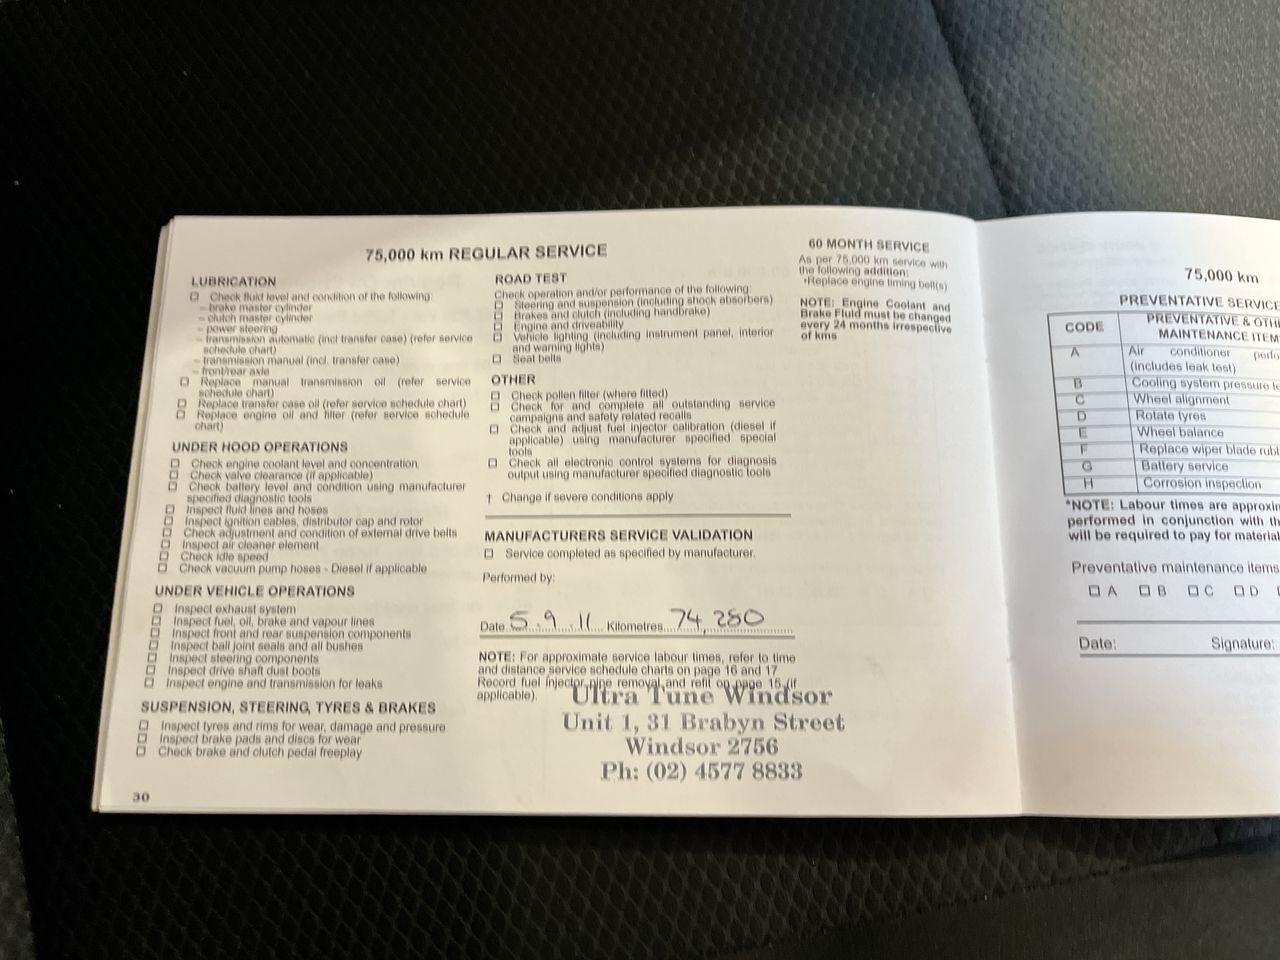 75,000 km REGULAR SERVICE
LUBRICATION
☐ Check fluid level and condition of the following:
– brake master cylinder
– clutch master cylinder
– power steering
– transmission automatic (incl transfer case) (refer service
schedule chart)
– transmission manual (incl. transfer case)
– front/rear axle
☐ Replace manual transmission oil (refer service
schedule chart)
☐ Replace transfer case oil (refer service schedule chart)
☐ Replace engine oil and filter (refer service schedule
chart)
UNDER HOOD OPERATIONS
☐ Check engine coolant level and concentration
☐ Check valve clearance (if applicable)
☐ Check battery level and condition using manufacturer
specified diagnostic tools
☐ Inspect fluid lines and hoses
☐ Inspect ignition cables, distributor cap and rotor
☐ Check adjustment and condition of external drive belts
☐ Inspect air cleaner element
☐ Check idle speed
☐ Check vacuum pump hoses - Diesel if applicable
UNDER VEHICLE OPERATIONS
☐ Inspect exhaust system
☐ Inspect fuel, oil, brake and vapour lines
☐ Inspect front and rear suspension components
☐ Inspect ball joint seals and all bushes
☐ Inspect steering components
☐ Inspect drive shaft dust boots
☐ Inspect engine and transmission for leaks
SUSPENSION, STEERING, TYRES & BRAKES
☐ Inspect tyres and rims for wear, damage and pressure
☐ Inspect brake pads and discs for wear
☐ Check brake and clutch pedal freeplay
30
ROAD TEST
Check operation and/or performance of the following:
☐ Steering and suspension (including shock absorbers)
☐ Brakes and clutch (including handbrake)
☐ Engine and driveability
☐ Vehicle lighting (including instrument panel, interior
and warning lights)
☐ Seat belts
OTHER
☐ Check pollen filter (where fitted)
☐ Check for and complete all outstanding service
campaigns and safety related recalls
☐ Check and adjust fuel injector calibration (diesel if
applicable) using manufacturer specified special
tools
☐ Check all electronic control systems for diagnosis
output using manufacturer specified diagnostic tools
† Change if severe conditions apply
MANUFACTURERS SERVICE VALIDATION
☐ Service completed as specified by manufacturer.
Performed by:
Date 5.9.11 Kilometres 74,280
NOTE: For approximate service labour times, refer to time
and distance service schedule charts on page 16 and 17
Record fuel injector pipe removal and refit on page 15 (if
applicable).
Ultra Tune Windsor
Unit 1, 31 Brabyn Street
Windsor 2756
Ph: (02) 4577 8833
60 MONTH SERVICE
As per 75,000 km service with
the following addition:
•Replace engine timing belt(s)
NOTE: Engine Coolant and
Brake Fluid must be changed
every 24 months irrespective
of kms
75,000 km
PREVENTATIVE SERVICE
CODE PREVENTATIVE & OTH
MAINTENANCE ITEM
A Air conditioner perfo
(includes leak test)
B Cooling system pressure te
C Wheel alignment
D Rotate tyres
E Wheel balance
F Replace wiper blade rubb
G Battery service
H Corrosion inspection
*NOTE: Labour times are approxin
performed in conjunction with th
will be required to pay for material
Preventative maintenance items
☐ A ☐ B ☐ C ☐ D
Date: Signature: